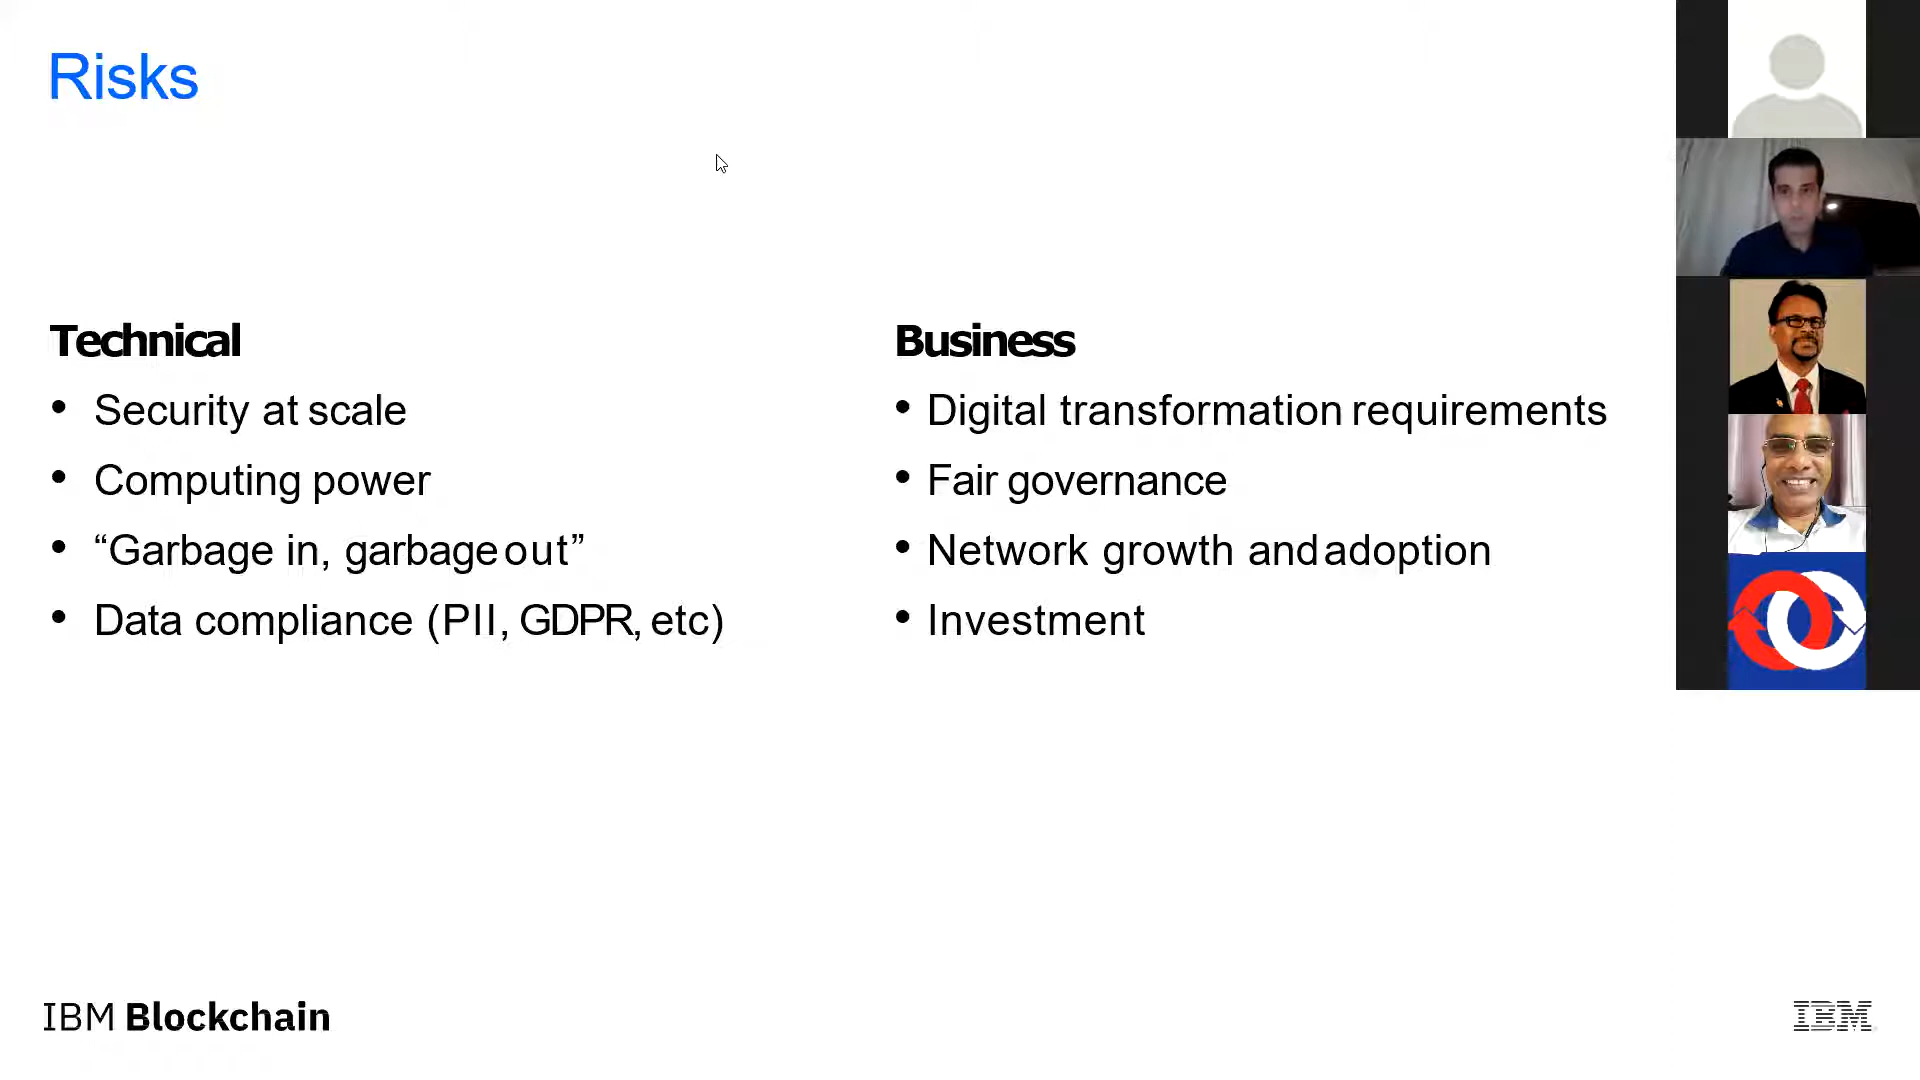 Risks
Technical
• Security at scale
• Computing power
• “Garbage in, garbage out”
• Data compliance (PII, GDPR, etc)
Business
• Digital transformation requirements
• Fair governance
• Network growth and adoption
• Investment
IBM Blockchain
IBM